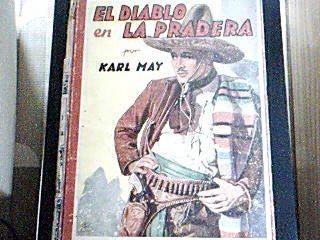 EL DIABLO
en LA PRADERA
por
KARL MAY